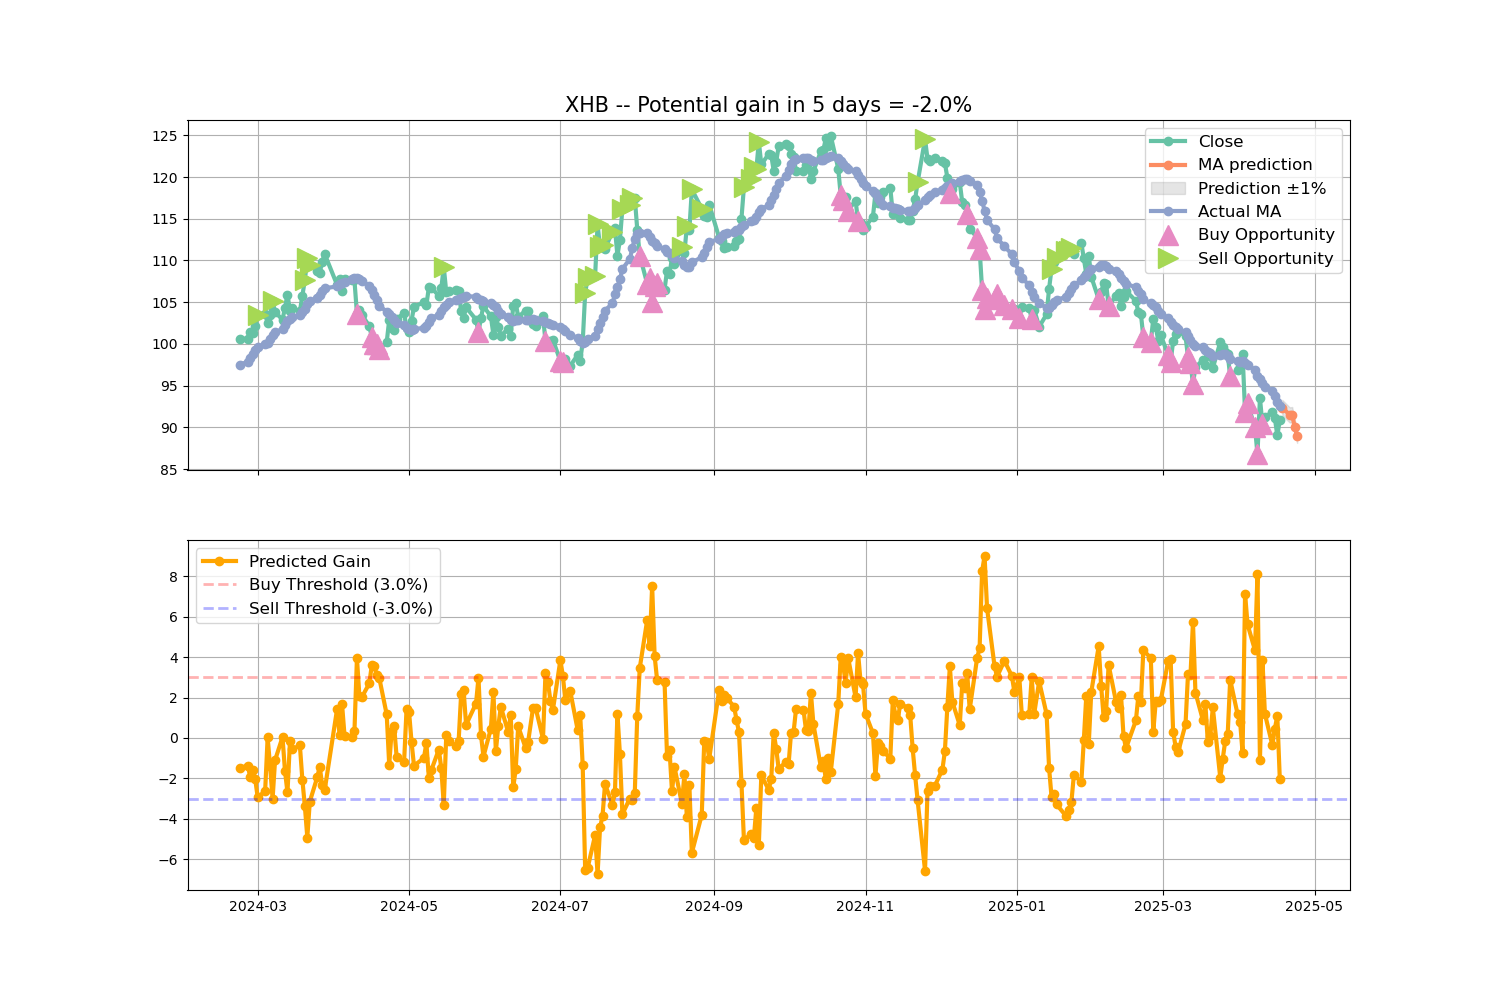 XHB -- Potential gain in 5 days = -2.0%
125
120
115
110
105
100
95
90
85
Close
MA prediction
Prediction ±1%
Actual MA
Buy Opportunity
Sell Opportunity
8
6
4
2
0
−2
−4
−6
Predicted Gain
Buy Threshold (3.0%)
Sell Threshold (-3.0%)
2024-03
2024-05
2024-07
2024-09
2024-11
2025-01
2025-03
2025-05